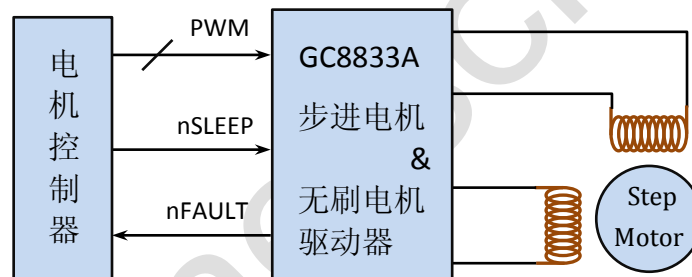 电机控制器
PWM
nSLEEP
nFAULT
GC8833A
步进电机
&
无刷电机
驱动器
Step
Motor